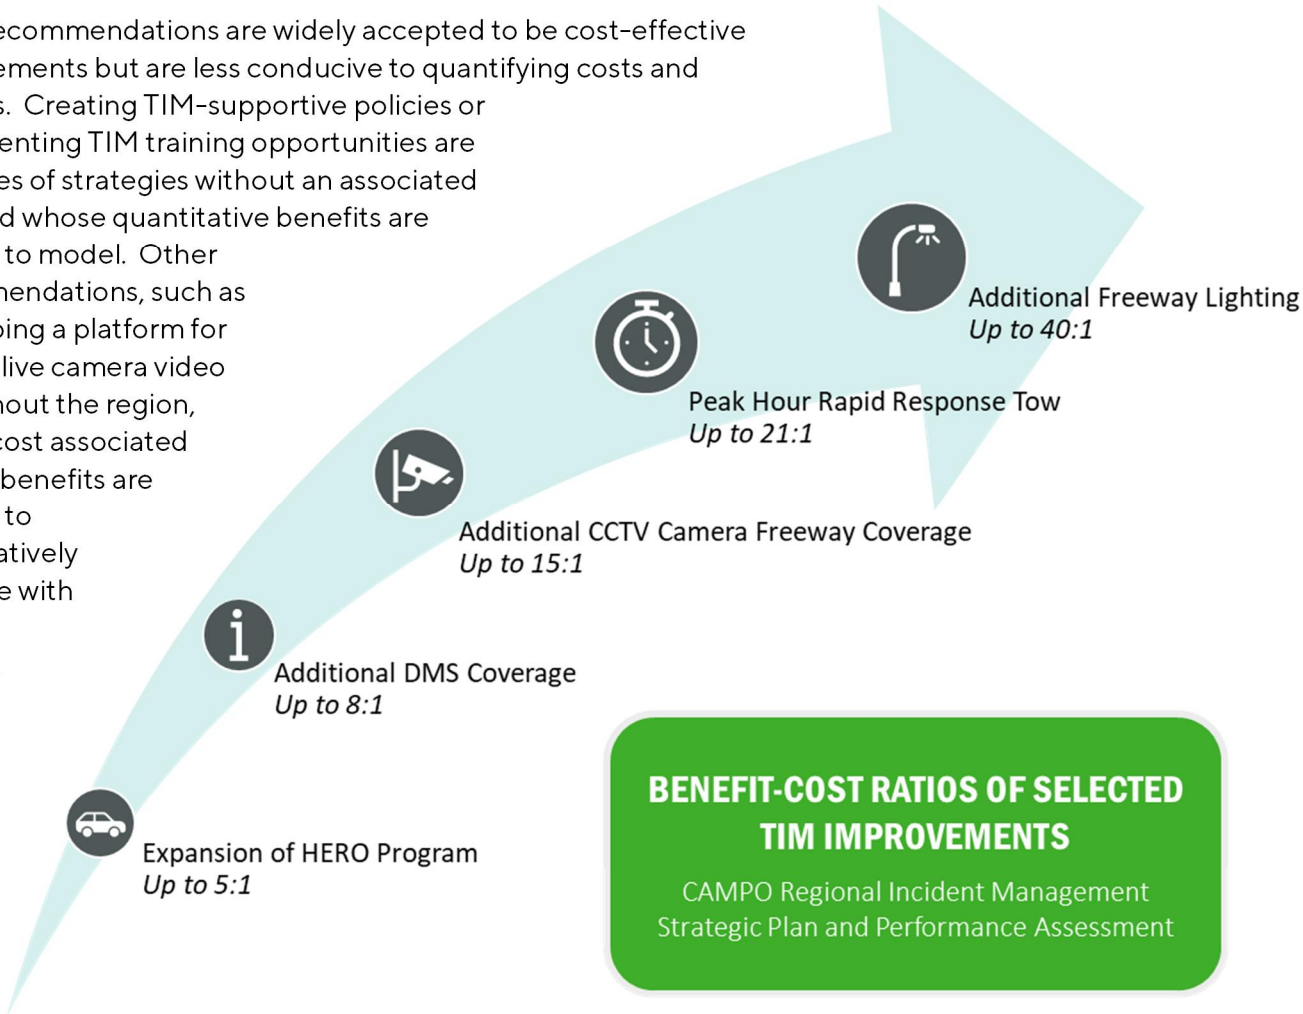 ecommendations are widely accepted to be cost-effective
ements but are less conducive to quantifying costs and
s. Creating TIM-supportive policies or
enting TIM training opportunities are
es of strategies without an associated
d whose quantitative benefits are
to model. Other
nendations, such as
ping a platform for
live camera video
hout the region,
cost associated
benefits are
to
atively
e with
Additional Freeway Lighting
Up to 40:1
Peak Hour Rapid Response Tow
Up to 21:1
Additional CCTV Camera Freeway Coverage
Up to 15:1
Additional DMS Coverage
Up to 8:1
Expansion of HERO Program
Up to 5:1
BENEFIT-COST RATIOS OF SELECTED
TIM IMPROVEMENTS
CAMPO Regional Incident Management
Strategic Plan and Performance Assessment